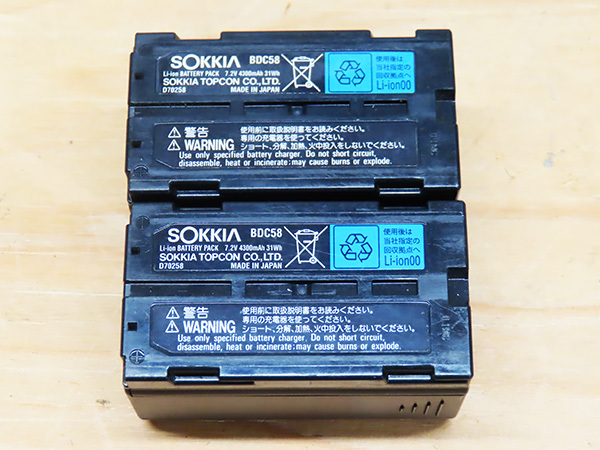 SOKKIA BDC58
Li-ion BATTERY PACK 7.2V 4300mAh 31Wh
SOKKIA TOPCON CO.,LTD.
D70258 MADE IN JAPAN
使用後は
当社指定の
回収拠点へ
Li-ion00
警告
WARNING
使用前に取扱説明書をお読みください。
専用の充電器を使用してください。
ショート、分解、加熱、火中投入をしないでください。
Use only specified battery charger. Do not short circuit,
disassemble, heat or incinerate: may cause burns or explode.
SOKKIA BDC58
Li-ion BATTERY PACK 7.2V 4300mAh 31Wh
SOKKIA TOPCON CO.,LTD.
D70258 MADE IN JAPAN
使用後は
当社指定の
回収拠点へ
Li-ion00
警告
WARNING
使用前に取扱説明書をお読みください。
専用の充電器を使用してください。
ショート、分解、加熱、火中投入をしないでください。
Use only specified battery charger. Do not short circuit,
disassemble, heat or incinerate: may cause burns or explode.